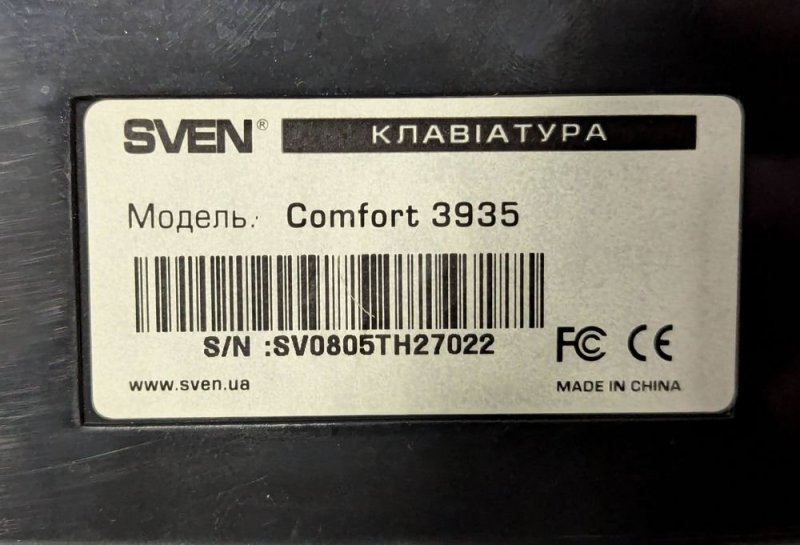 SVEN® КЛАВІАТУРА
Модель: Comfort 3935
S/N :SV0805TH27022
FC CE
www.sven.ua
MADE IN CHINA